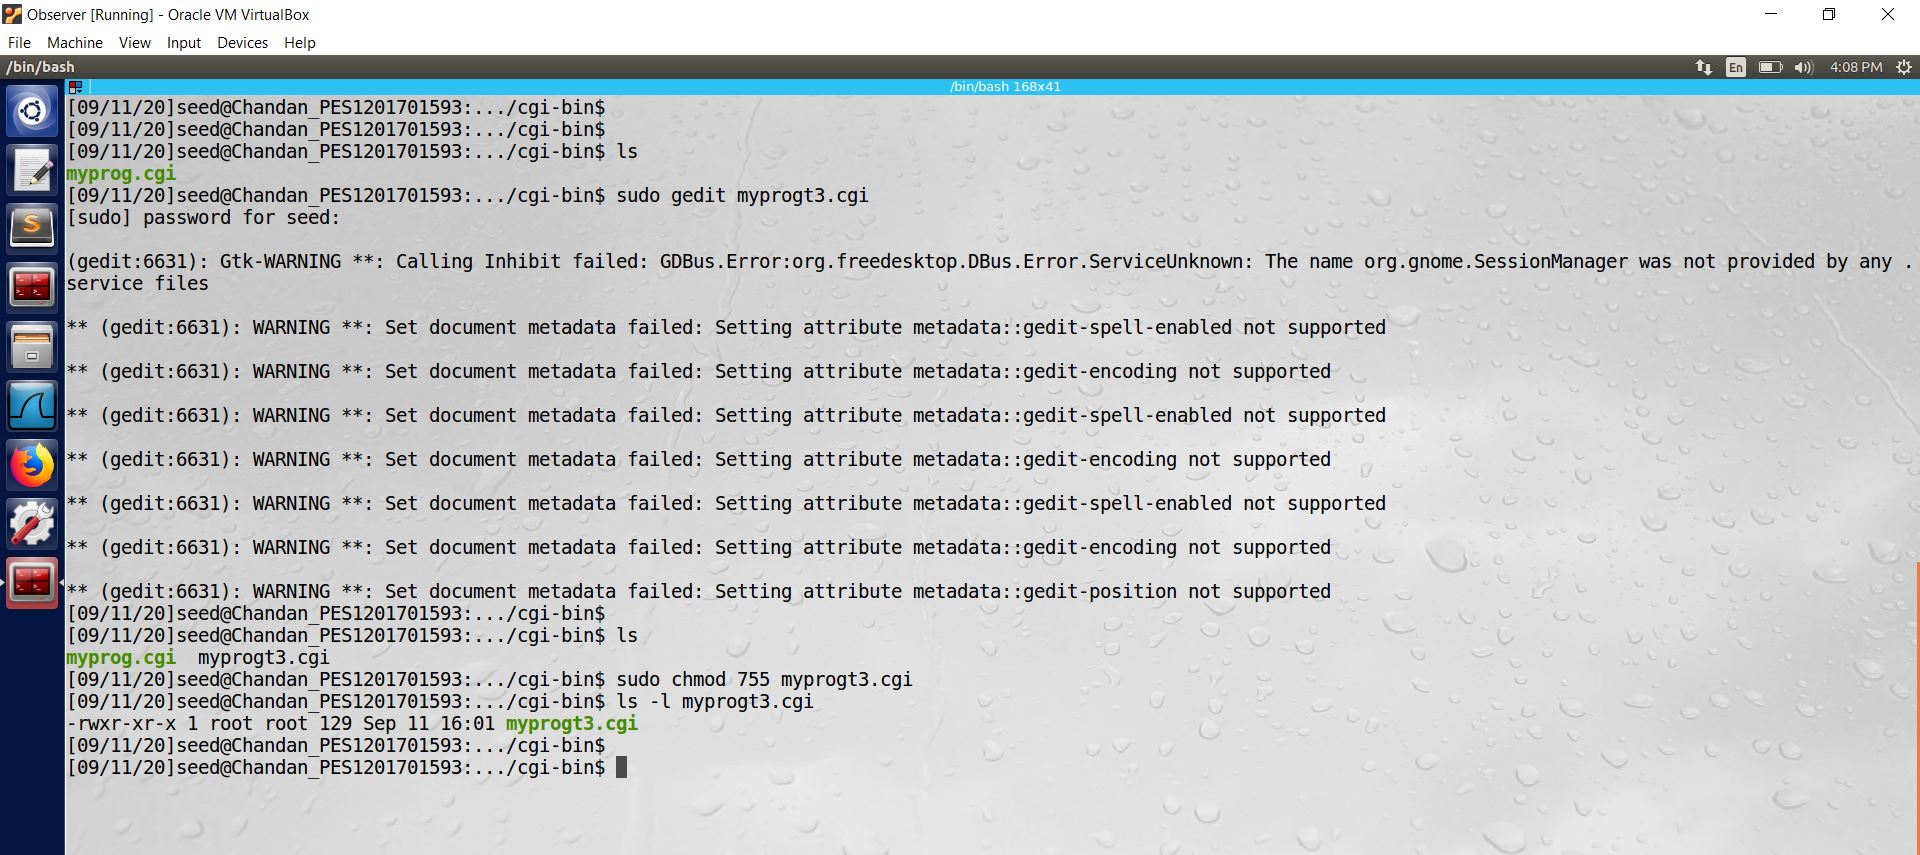 Observer [Running] - Oracle VM VirtualBox
File Machine View Input Devices Help
/bin/bash En 4:08 PM
/bin/bash 168x41
[09/11/20]seed@Chandan_PES1201701593:.../cgi-bin$
[09/11/20]seed@Chandan_PES1201701593:.../cgi-bin$
[09/11/20]seed@Chandan_PES1201701593:.../cgi-bin$ ls
myprog.cgi
[09/11/20]seed@Chandan_PES1201701593:.../cgi-bin$ sudo gedit myprogt3.cgi
[sudo] password for seed:
(gedit:6631): Gtk-WARNING **: Calling Inhibit failed: GDBus.Error:org.freedesktop.DBus.Error.ServiceUnknown: The name org.gnome.SessionManager was not provided by any .
service files
** (gedit:6631): WARNING **: Set document metadata failed: Setting attribute metadata::gedit-spell-enabled not supported
** (gedit:6631): WARNING **: Set document metadata failed: Setting attribute metadata::gedit-encoding not supported
** (gedit:6631): WARNING **: Set document metadata failed: Setting attribute metadata::gedit-spell-enabled not supported
** (gedit:6631): WARNING **: Set document metadata failed: Setting attribute metadata::gedit-encoding not supported
** (gedit:6631): WARNING **: Set document metadata failed: Setting attribute metadata::gedit-spell-enabled not supported
** (gedit:6631): WARNING **: Set document metadata failed: Setting attribute metadata::gedit-encoding not supported
** (gedit:6631): WARNING **: Set document metadata failed: Setting attribute metadata::gedit-position not supported
[09/11/20]seed@Chandan_PES1201701593:.../cgi-bin$
[09/11/20]seed@Chandan_PES1201701593:.../cgi-bin$ ls
myprog.cgi  myprogt3.cgi
[09/11/20]seed@Chandan_PES1201701593:.../cgi-bin$ sudo chmod 755 myprogt3.cgi
[09/11/20]seed@Chandan_PES1201701593:.../cgi-bin$ ls -l myprogt3.cgi
-rwxr-xr-x 1 root root 129 Sep 11 16:01 myprogt3.cgi
[09/11/20]seed@Chandan_PES1201701593:.../cgi-bin$
[09/11/20]seed@Chandan_PES1201701593:.../cgi-bin$